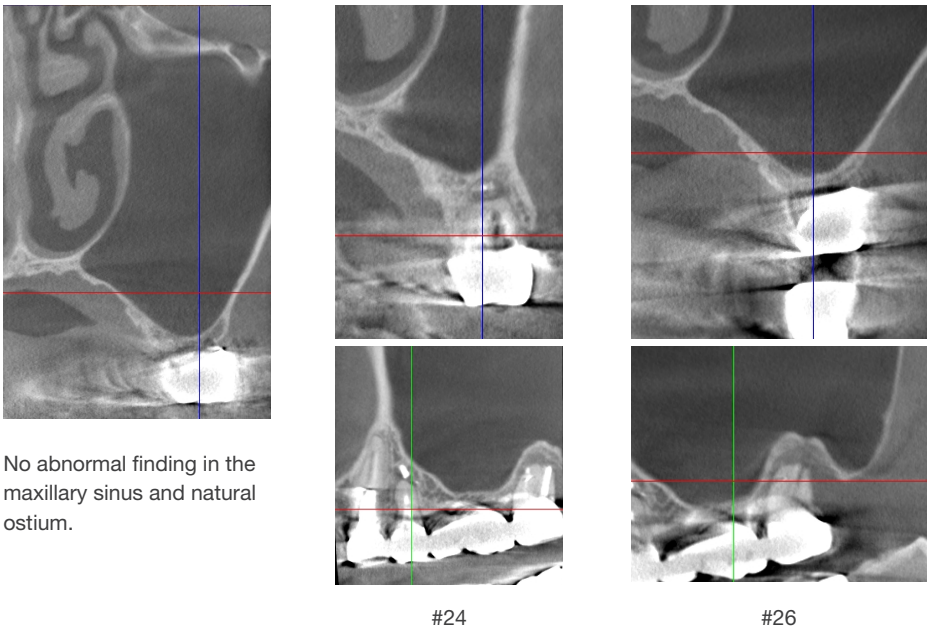 No abnormal finding in the
maxillary sinus and natural
ostium.
#24
#26